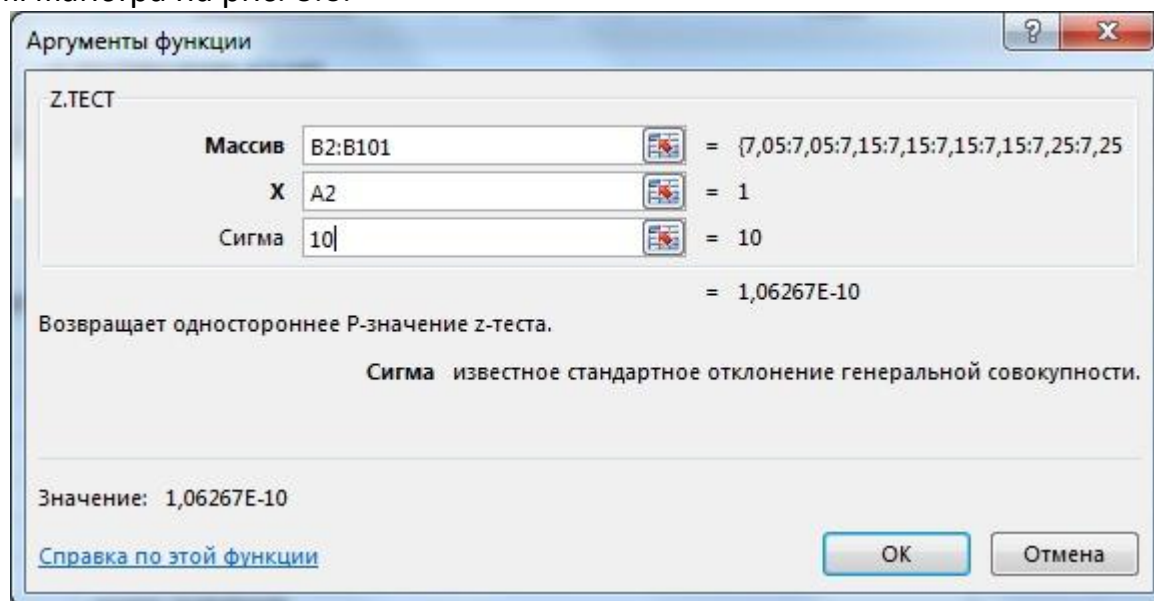 Аргументы функции
Z.ТЕСТ
Массив B2:B101 = {7,05:7,05:7,15:7,15:7,15:7,15:7,25:7,25
X A2 = 1
Сигма 10 = 10
= 1,06267E-10
Возвращает одностороннее P-значение z-теста.
Сигма известное стандартное отклонение генеральной совокупности.
Значение: 1,06267E-10
Справка по этой функции
ОК Отмена